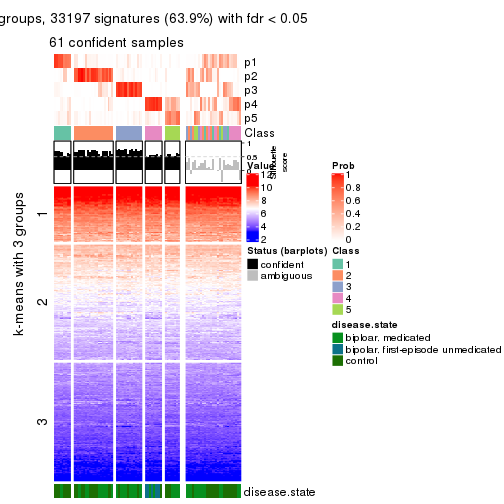 groups, 33197 signatures (63.9%) with fdr < 0.05
61 confident samples
p1
p2
p3
p4
p5
Class
1
0.5
0
Silhouette
score
k-means with 3 groups
1
2
3
disease.state
Value
12
10
8
6
4
2
Status (barplots)
confident
ambiguous
Prob
1
0.8
0.6
0.4
0.2
0
Class
1
2
3
4
5
disease.state
biploar. medicated
bipolar. first-episode unmedicated
control